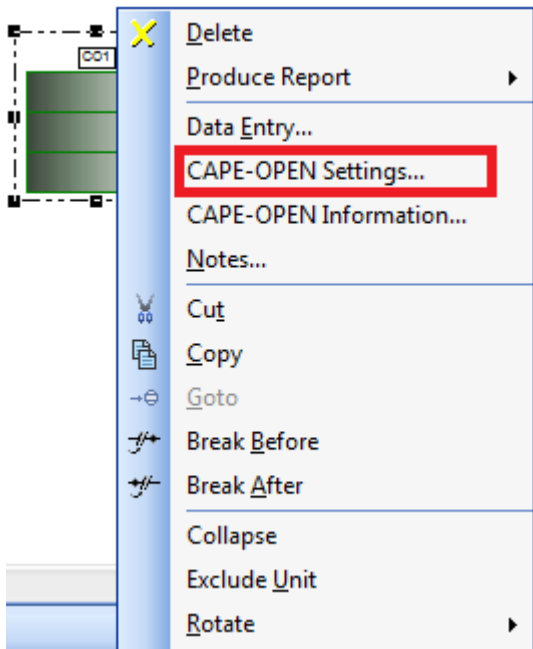 CO1
Delete
Produce Report
Data Entry...
CAPE-OPEN Settings...
CAPE-OPEN Information...
Notes...
Cut
Copy
Goto
Break Before
Break After
Collapse
Exclude Unit
Rotate